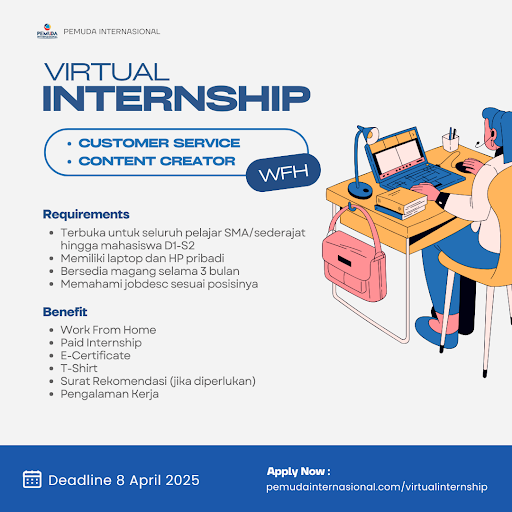 PEMUDA
INTERNASIONAL
PEMUDA INTERNASIONAL
VIRTUAL
INTERNSHIP
• CUSTOMER SERVICE
• CONTENT CREATOR
WFH
Requirements
• Terbuka untuk seluruh pelajar SMA/sederajat
hingga mahasiswa D1-S2
• Memiliki laptop dan HP pribadi
• Bersedia magang selama 3 bulan
• Memahami jobdesc sesuai posisinya
Benefit
• Work From Home
• Paid Internship
• E-Certificate
• T-Shirt
• Surat Rekomendasi (jika diperlukan)
• Pengalaman Kerja
Deadline 8 April 2025
Apply Now :
pemudainternasional.com/virtualinternship